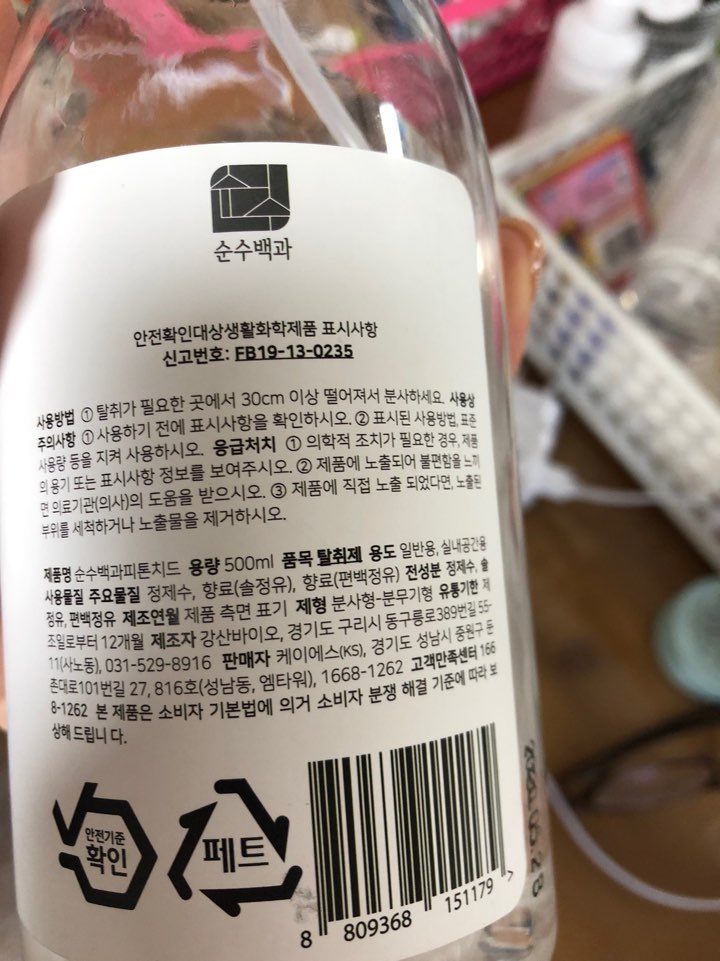 순수백과
안전확인대상생활화학제품 표시사항
신고번호: FB19-13-0235
사용방법 ① 탈취가 필요한 곳에서 30cm 이상 떨어져서 분사하세요. 사용상
주의사항 ① 사용하기 전에 표시사항을 확인하시오. ② 표시된 사용방법, 표준
사용량 등을 지켜 사용하시오. 응급처치 ① 의학적 조치가 필요한 경우, 제품
의 용기 또는 표시사항 정보를 보여주시오. ② 제품에 노출되어 불편함을 느끼
면 의료기관(의사)의 도움을 받으시오. ③ 제품에 직접 노출 되었다면, 노출된
부위를 세척하거나 노출물을 제거하시오.
제품명 순수백과피톤치드 용량 500ml 품목 탈취제 용도 일반용, 실내공간용
사용물질 주요물질 정제수, 향료(솔정유), 향료(편백정유) 전성분 정제수, 솔
정유, 편백정유 제조연월 제품 측면 표기 제형 분사형-분무기형 유통기한 제
조일로부터 12개월 제조자 강산바이오, 경기도 구리시 동구릉로389번길 55-
11(사노동), 031-529-8916 판매자 케이에스(KS), 경기도 성남시 중원구 둔
촌대로101번길 27, 816호(성남동, 엠타워), 1668-1262 고객만족센터 166
8-1262 본 제품은 소비자 기본법에 의거 소비자 분쟁 해결 기준에 따라 보
상해 드립니 다.
안전기준
확인
페트
8 809368 151179 >